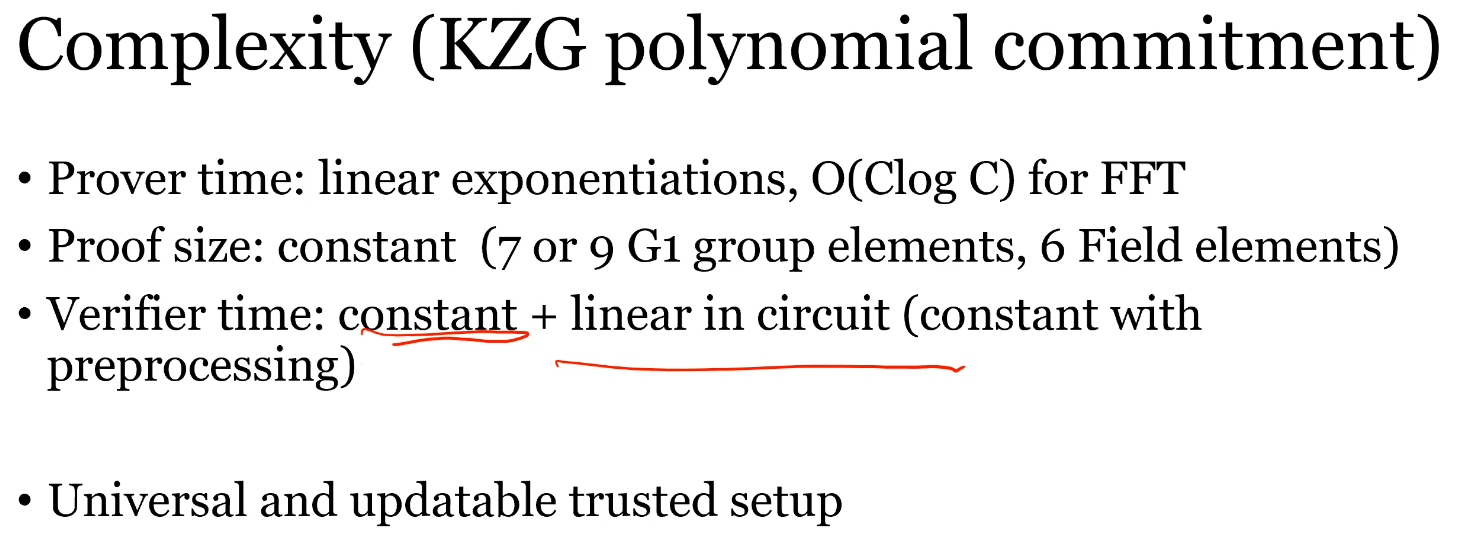 Complexity (KZG polynomial commitment)
• Prover time: linear exponentiations, O(Clog C) for FFT
• Proof size: constant  (7 or 9 G1 group elements, 6 Field elements)
• Verifier time: constant + linear in circuit (constant with
preprocessing)
• Universal and updatable trusted setup